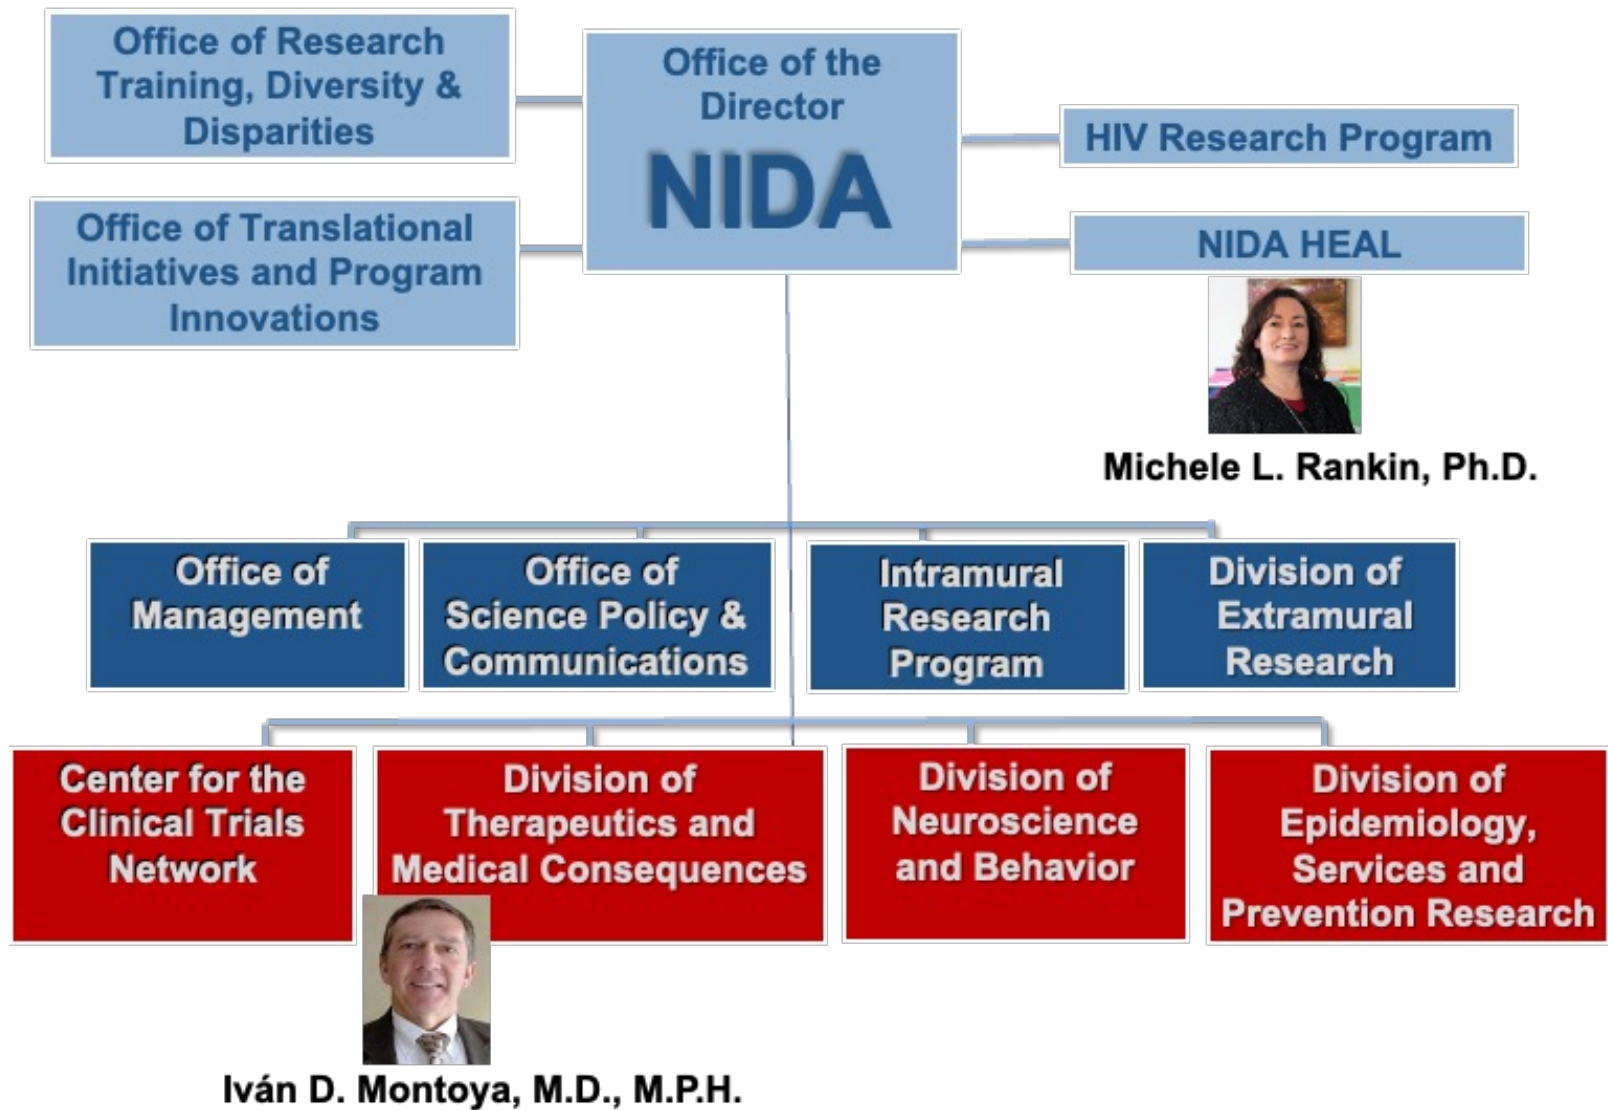 Office of Research
Training, Diversity &
Disparities
Office of the
Director
NIDA
HIV Research Program
Office of Translational
Initiatives and Program
Innovations
NIDA HEAL
Michele L. Rankin, Ph.D.
Office of
Management
Office of
Science Policy &
Communications
Intramural
Research
Program
Division of
Extramural
Research
Center for the
Clinical Trials
Network
Division of
Therapeutics and
Medical Consequences
Division of
Neuroscience
and Behavior
Division of
Epidemiology,
Services and
Prevention Research
Iván D. Montoya, M.D., M.P.H.